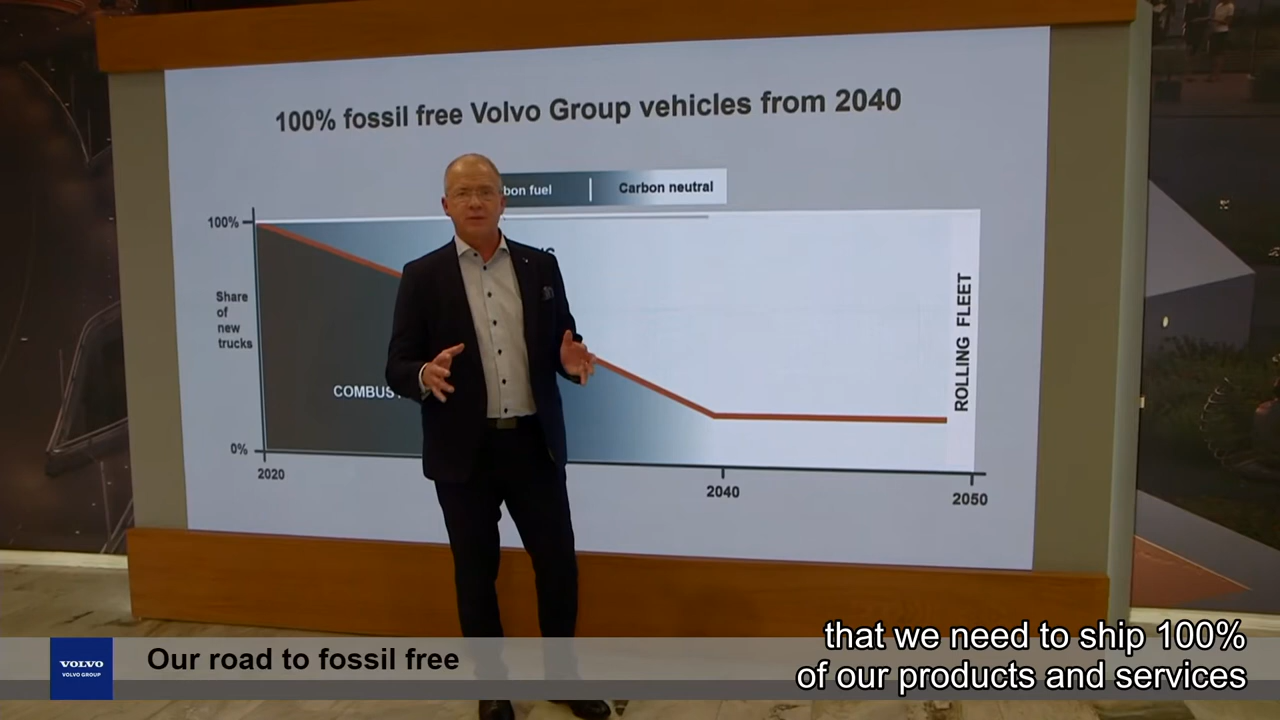 100% fossil free Volvo Group vehicles from 2040
bon fuel | Carbon neutral
100%
Share
of
new
trucks
COMBUS
ROLLING FLEET
0%
2020
2040
2050
that we need to ship 100%
of our products and services
VOLVO
VOLVO GROUP
Our road to fossil free